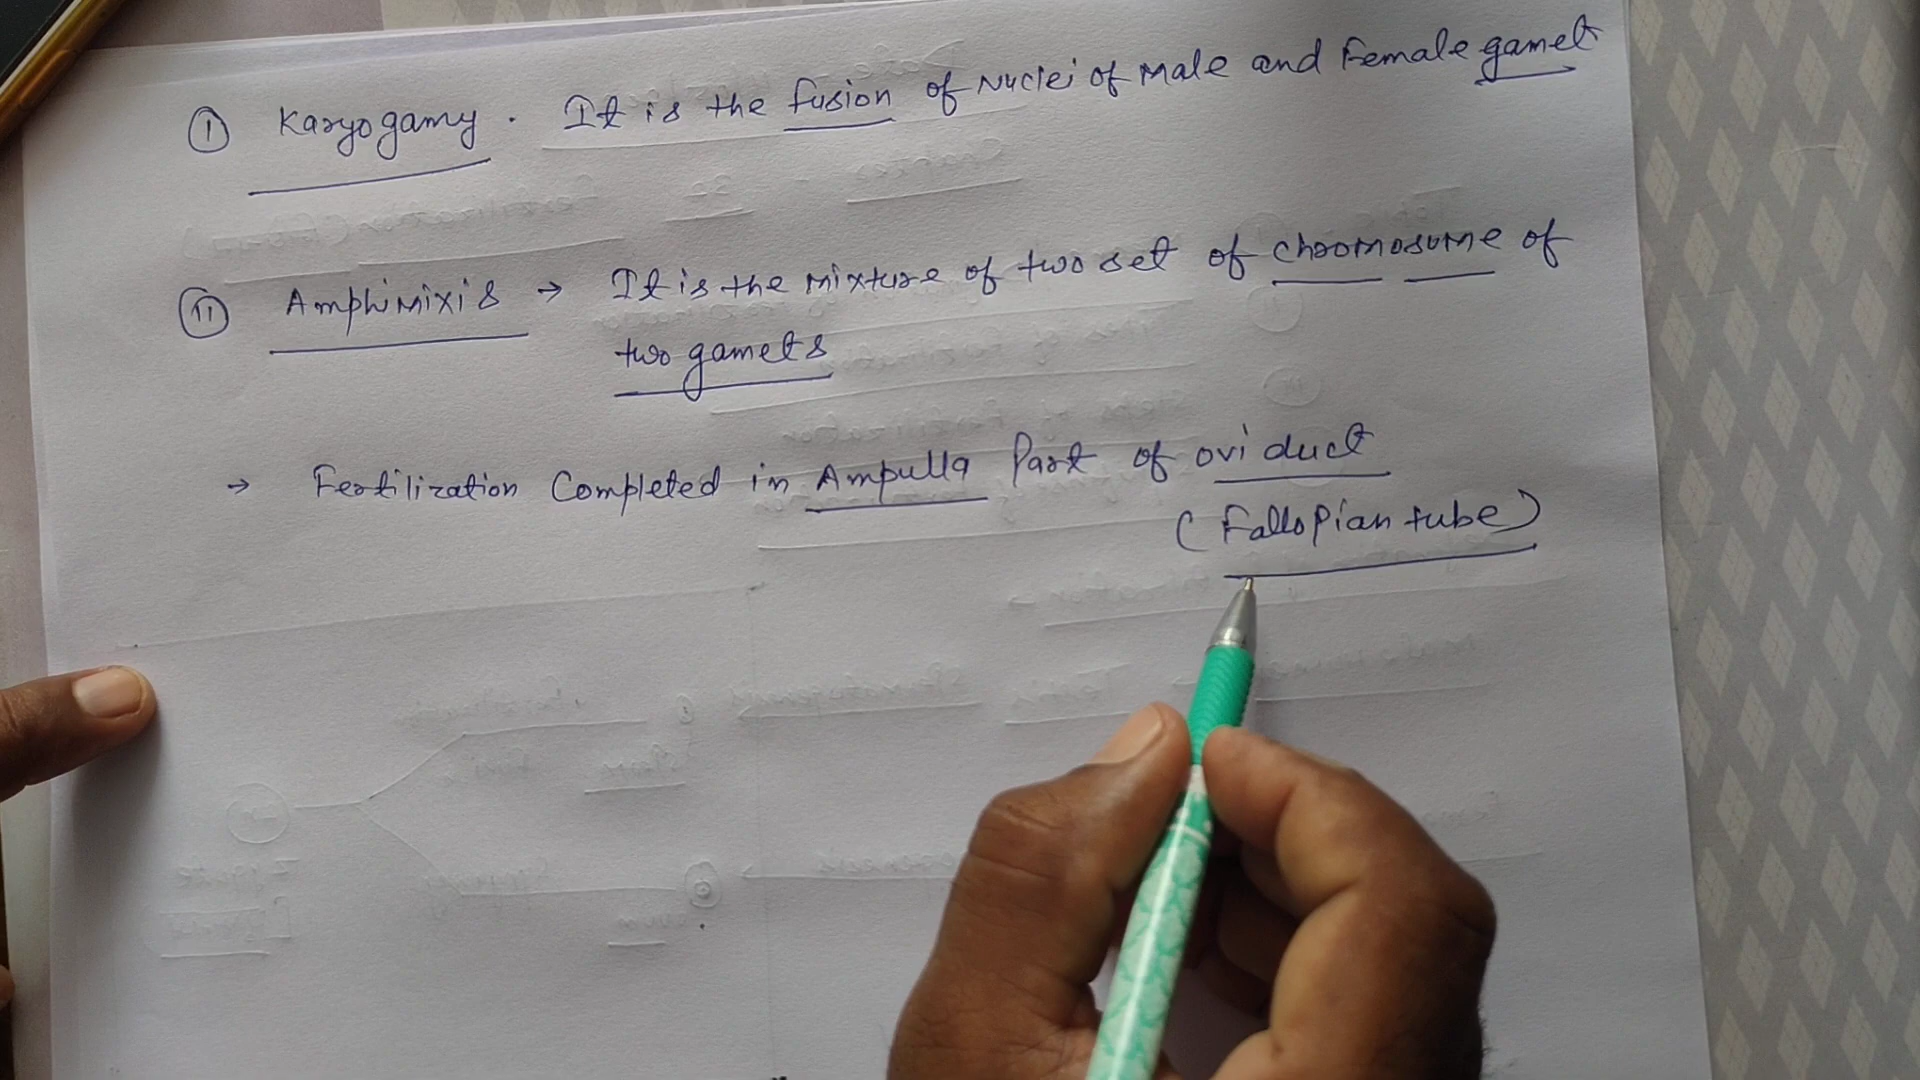 (I) Karyogamy. It is the fusion of Nuclei of Male and Female gamet
(II) Amphimixis → It is the mixture of two set of chromosome of
two gamets
→ Fertilization Completed in Ampulla Part of oviduct
(Fallopian tube)